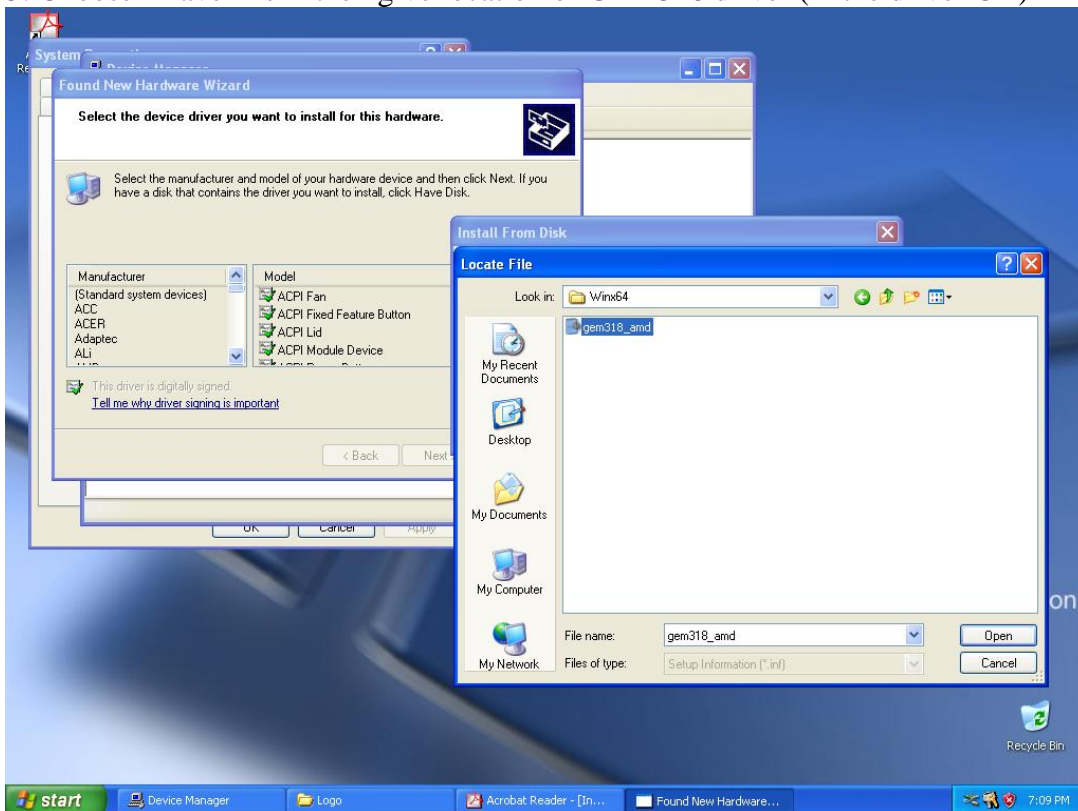 System
Device Manager
Found New Hardware Wizard
Select the device driver you want to install for this hardware.
Select the manufacturer and model of your hardware device and then click Next. If you
have a disk that contains the driver you want to install, click Have Disk.
Manufacturer
(Standard system devices)
ACC
ACER
Adaptec
ALi
Model
ACPI Fan
ACPI Fixed Feature Button
ACPI Lid
ACPI Module Device
This driver is digitally signed.
Tell me why driver signing is important
< Back
Next
OK
Cancel
Apply
Install From Disk
Locate File
Look in:
Winx64
gem318_amd
My Recent
Documents
Desktop
My Documents
My Computer
My Network
File name:
gem318_amd
Open
Files of type:
Setup Information (*.inf)
Cancel
on
Recycle Bin
start
Device Manager
Logo
Acrobat Reader - [In...
Found New Hardware...
7:09 PM